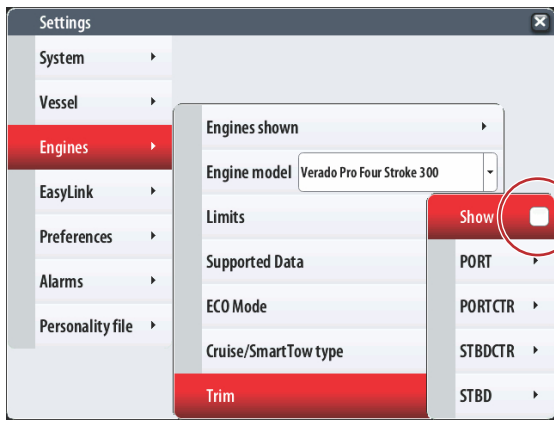 Settings
System
Vessel
Engines
EasyLink
Preferences
Alarms
Personality file
Engines shown
Engine model Verado Pro Four Stroke 300
Limits
Supported Data
ECO Mode
Cruise/SmartTow type
Trim
Show
PORT
PORTCTR
STBDCTR
STBD